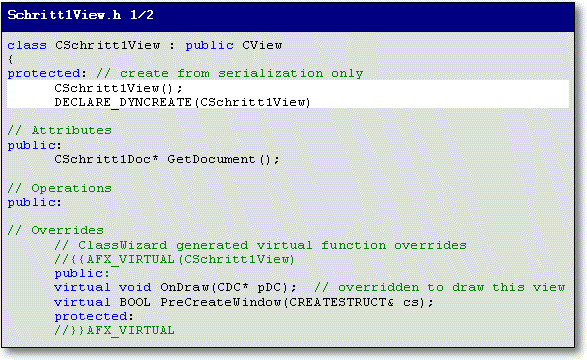 Schritt1View.h 1/2
class CSchritt1View : public CView
{
protected: // create from serialization only
CSchritt1View();
DECLARE_DYNCREATE(CSchritt1View)
// Attributes
public:
CSchritt1Doc* GetDocument();
// Operations
public:
// Overrides
// ClassWizard generated virtual function overrides
//{{AFX_VIRTUAL(CSchritt1View)
public:
virtual void OnDraw(CDC* pDC);  // overridden to draw this view
virtual BOOL PreCreateWindow(CREATESTRUCT& cs);
protected:
//}}AFX_VIRTUAL